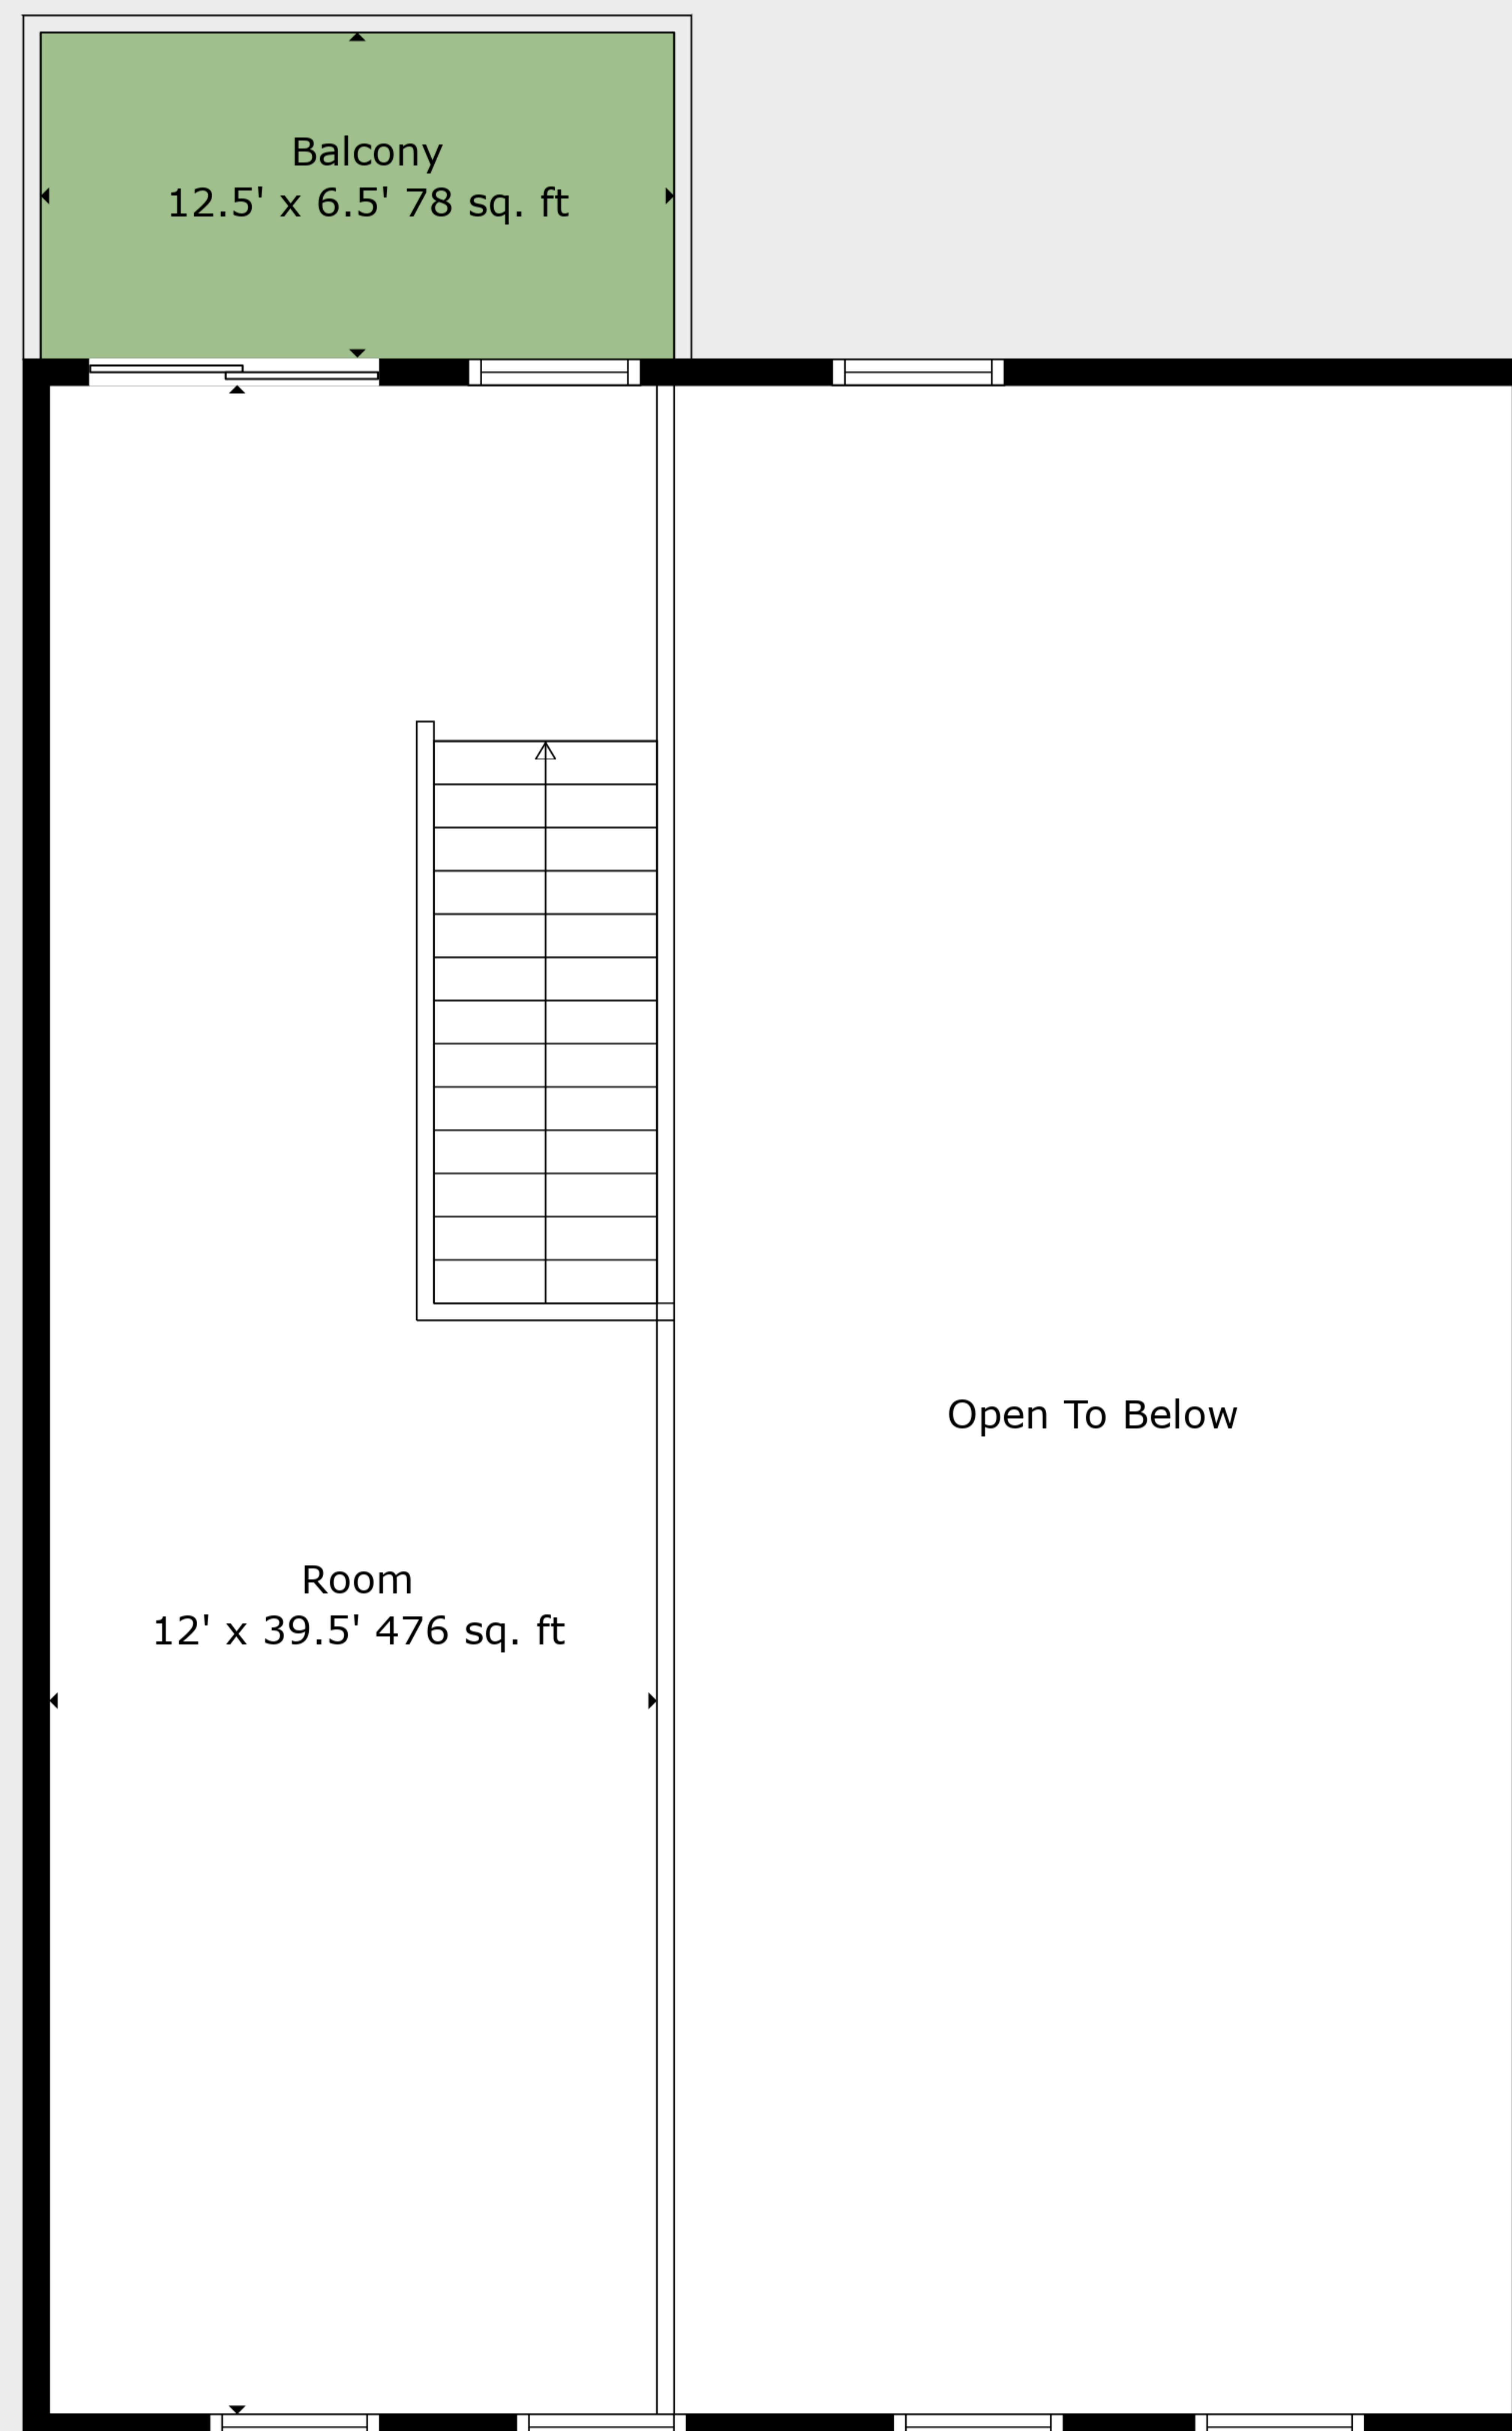 Balcony
12.5' x 6.5' 78 sq. ft
Open To Below
Room
12' x 39.5' 476 sq. ft